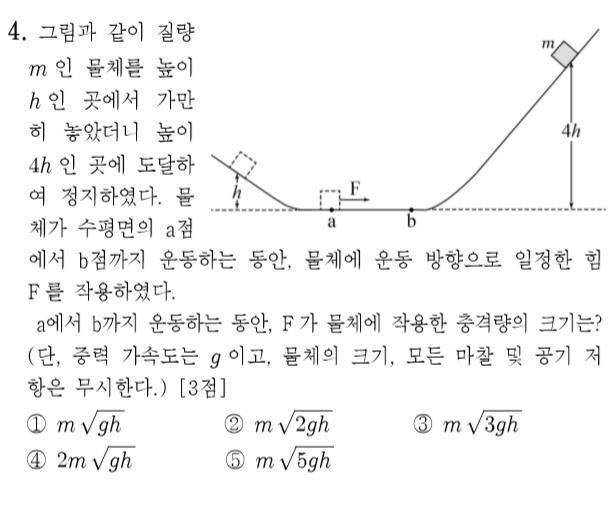 4. 그림과 같이 질량
m인 물체를 높이
h인 곳에서 가만
히 놓았더니 높이
4h인 곳에 도달하
여 정지하였다. 물
체가 수평면의 a점
에서 b점까지 운동하는 동안, 물체에 운동 방향으로 일정한 힘
F를 작용하였다.
a에서 b까지 운동하는 동안, F가 물체에 작용한 충격량의 크기는?
(단, 중력 가속도는 g이고, 물체의 크기, 모든 마찰 및 공기 저
항은 무시한다.) [3점]
① m√gh ② m√2gh ③ m√3gh
④ 2m√gh ⑤ m√5gh
m
4h
h
F
a
b